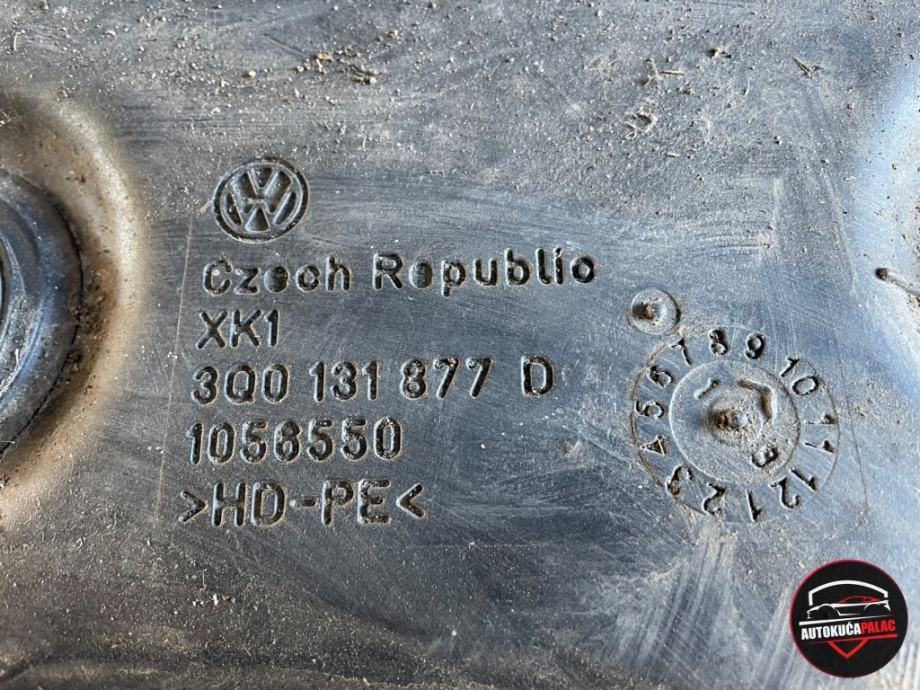 Czech Republic
XK1
3Q0 131 877 D
1058550
>HD-PE<
1 2 3 4 5 6 7 8 9 10 11 12
AUTOKUĆAPALAC